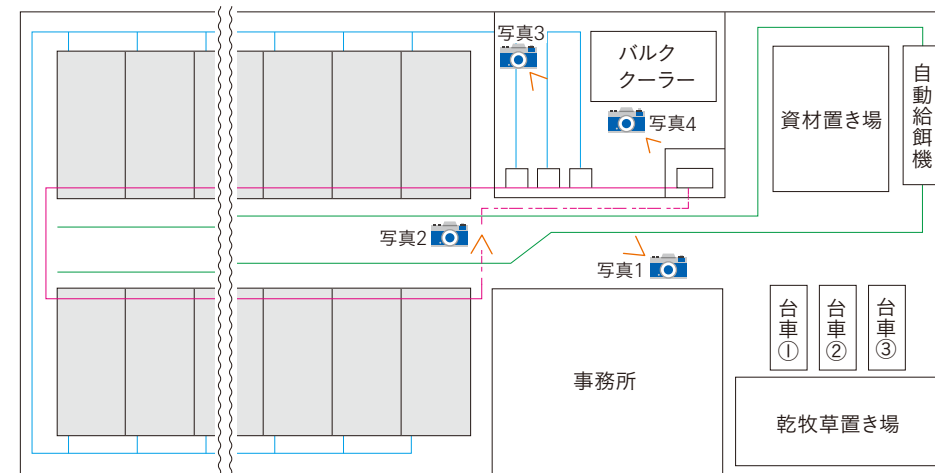 写真3
バルク
クーラー
写真4
資材置き場
自動給餌機
写真2
写真1
台車①
台車②
台車③
事務所
乾牧草置き場